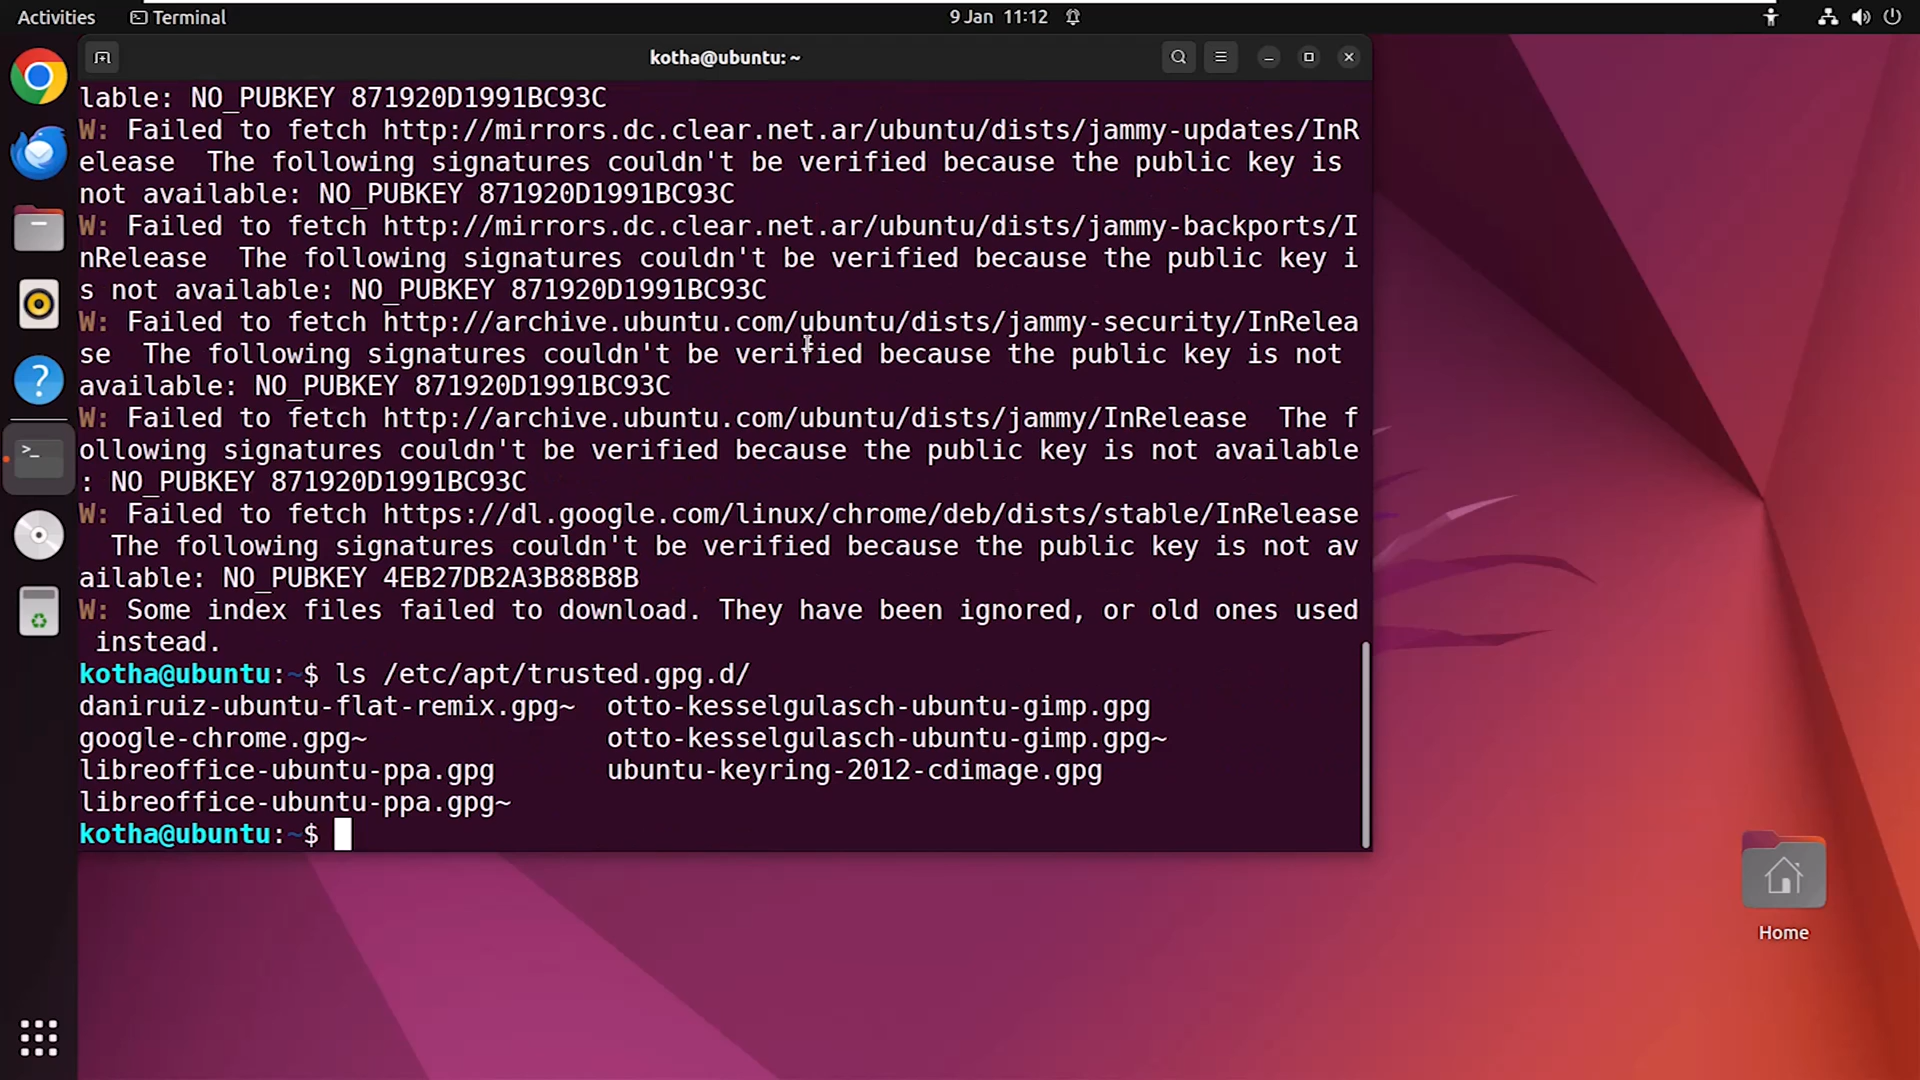 Activities Terminal 9 Jan 11:12
kotha@ubuntu: ~
lable: NO_PUBKEY 871920D1991BC93C
W: Failed to fetch http://mirrors.dc.clear.net.ar/ubuntu/dists/jammy-updates/InR
elease  The following signatures couldn't be verified because the public key is
not available: NO_PUBKEY 871920D1991BC93C
W: Failed to fetch http://mirrors.dc.clear.net.ar/ubuntu/dists/jammy-backports/I
nRelease  The following signatures couldn't be verified because the public key i
s not available: NO_PUBKEY 871920D1991BC93C
W: Failed to fetch http://archive.ubuntu.com/ubuntu/dists/jammy-security/InRelea
se  The following signatures couldn't be verified because the public key is not
available: NO_PUBKEY 871920D1991BC93C
W: Failed to fetch http://archive.ubuntu.com/ubuntu/dists/jammy/InRelease  The f
ollowing signatures couldn't be verified because the public key is not available
: NO_PUBKEY 871920D1991BC93C
W: Failed to fetch https://dl.google.com/linux/chrome/deb/dists/stable/InRelease
  The following signatures couldn't be verified because the public key is not av
ailable: NO_PUBKEY 4EB27DB2A3B88B8B
W: Some index files failed to download. They have been ignored, or old ones used
 instead.
kotha@ubuntu:~$ ls /etc/apt/trusted.gpg.d/
daniruiz-ubuntu-flat-remix.gpg~  otto-kesselgulasch-ubuntu-gimp.gpg
google-chrome.gpg~               otto-kesselgulasch-ubuntu-gimp.gpg~
libreoffice-ubuntu-ppa.gpg       ubuntu-keyring-2012-cdimage.gpg
libreoffice-ubuntu-ppa.gpg~
kotha@ubuntu:~$
Home